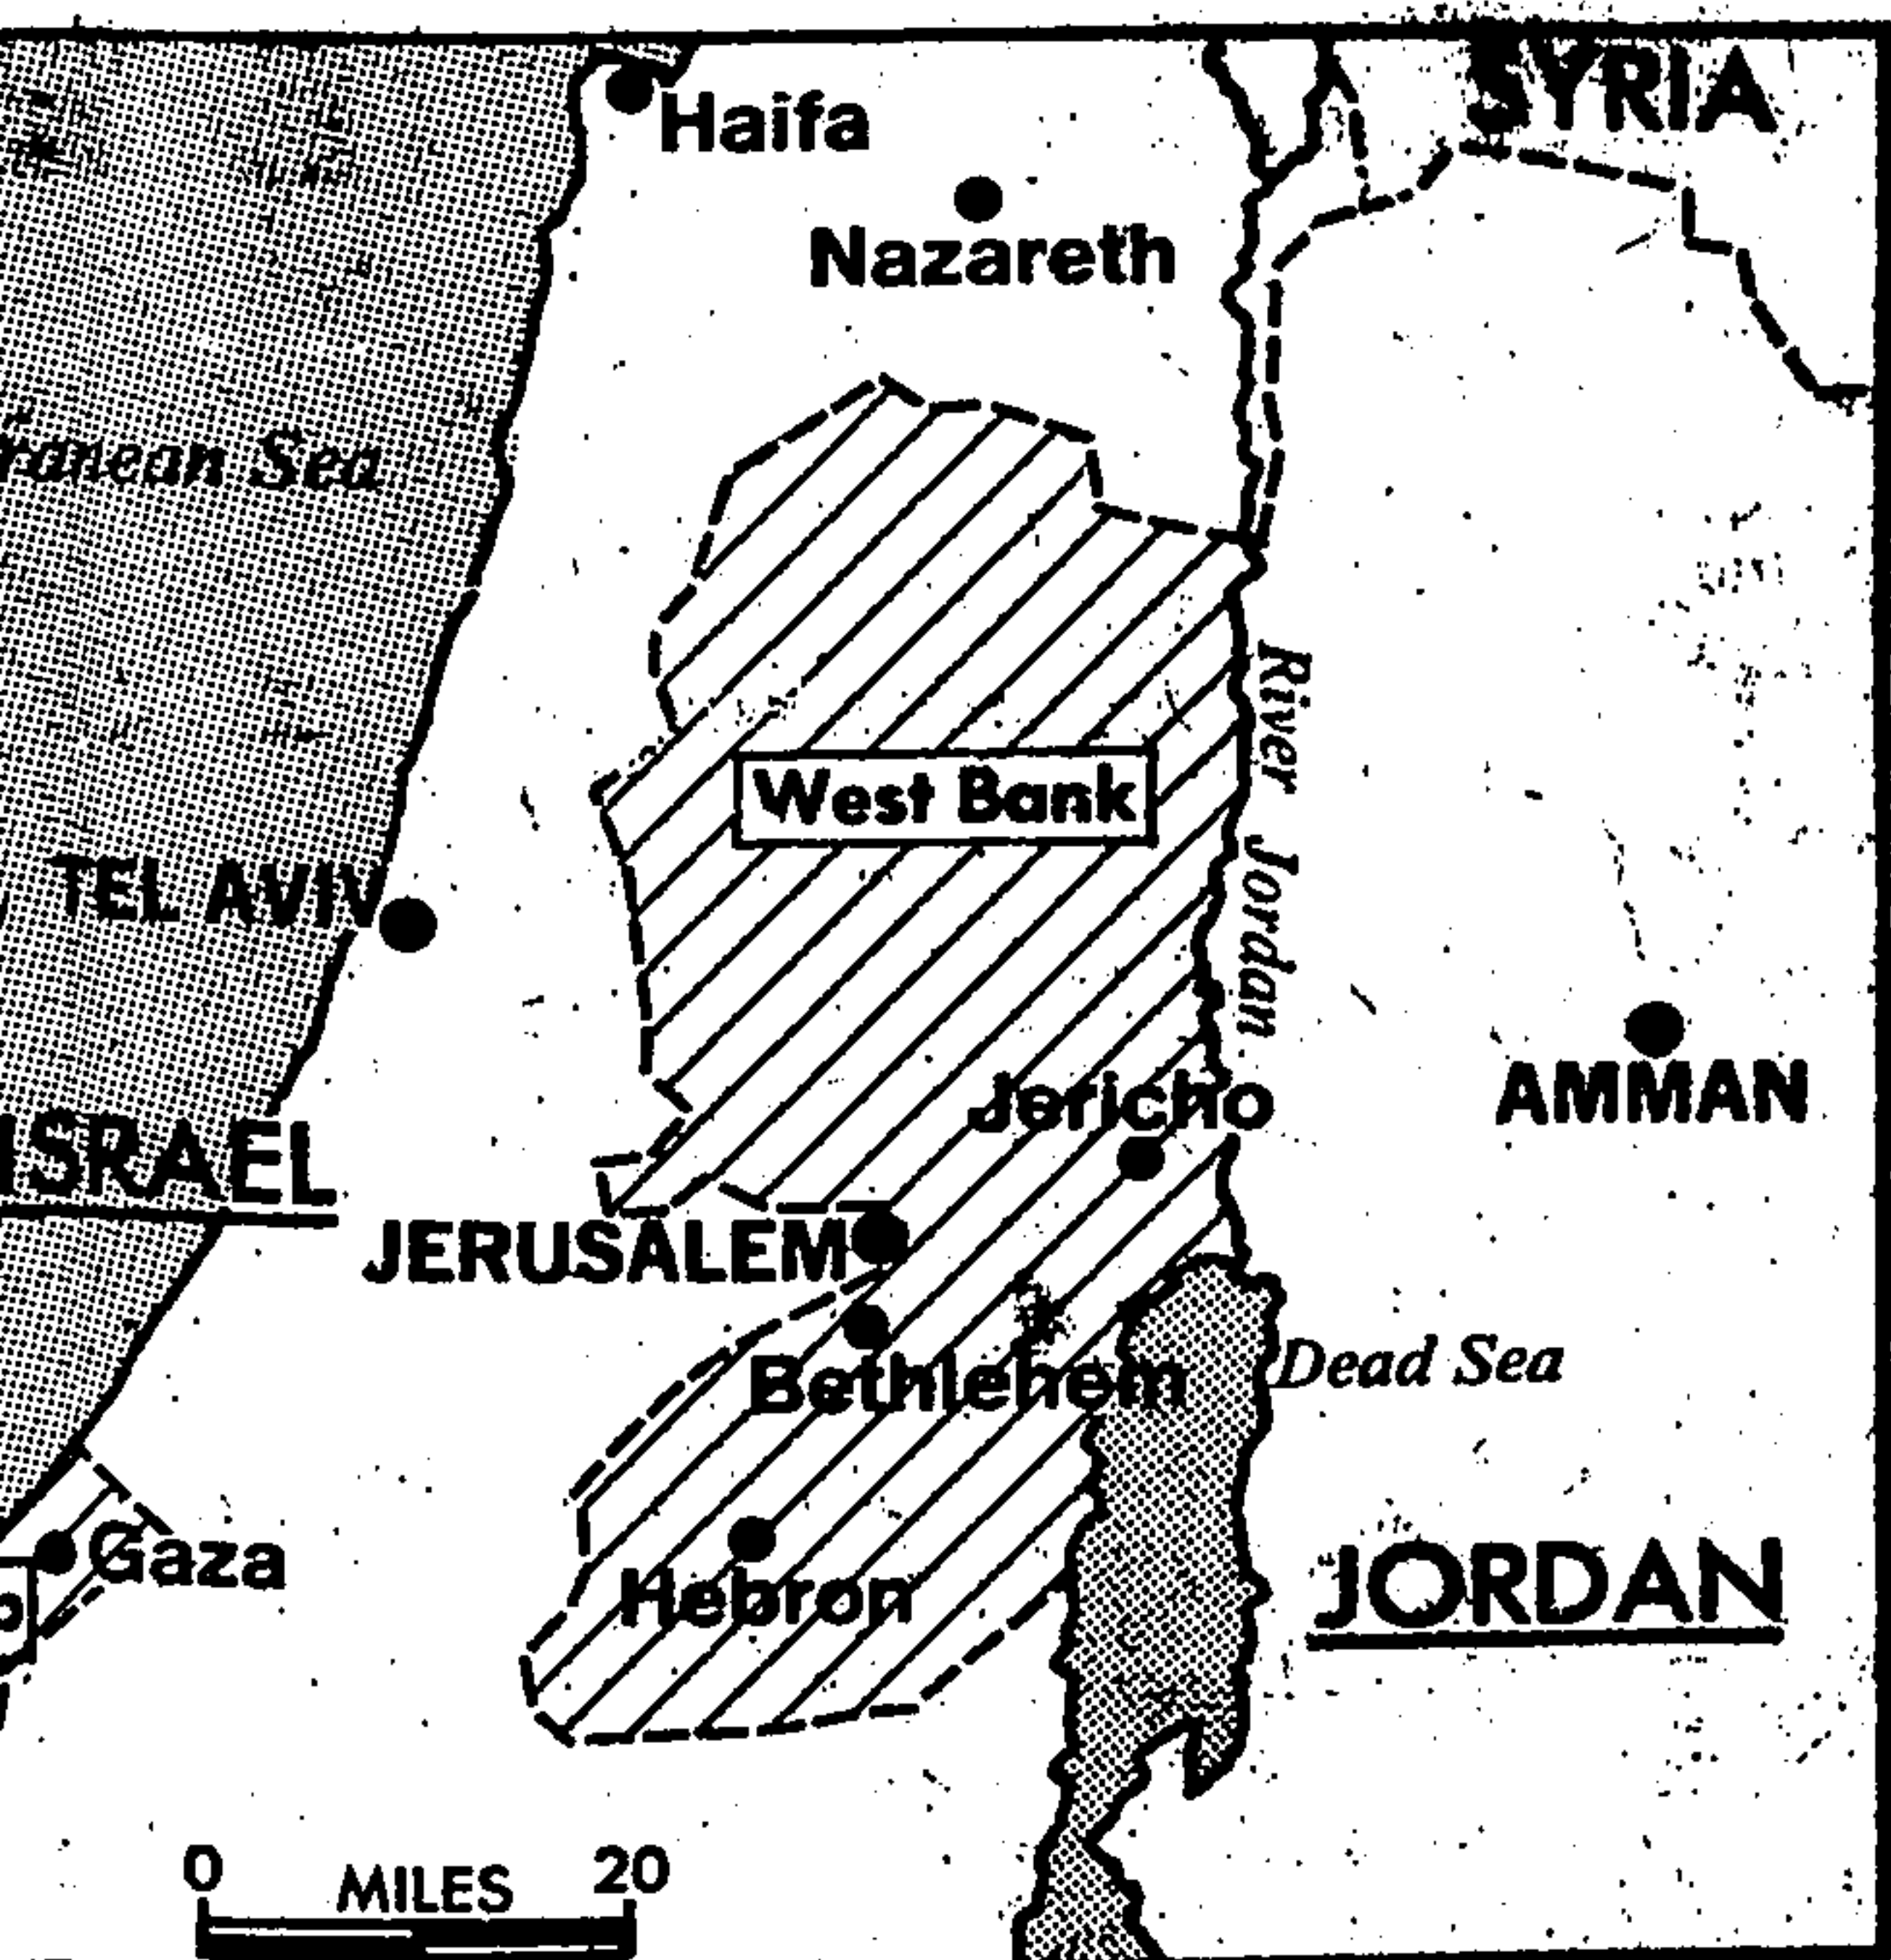 SYRIA
Haifa
Nazareth
ranean Sea
River Jordan
West Bank
TEL AVIV
AMMAN
Jericho
ISRAEL
JERUSALEM
Dead Sea
Bethlehem
Gaza
JORDAN
Hebron
0 MILES 20